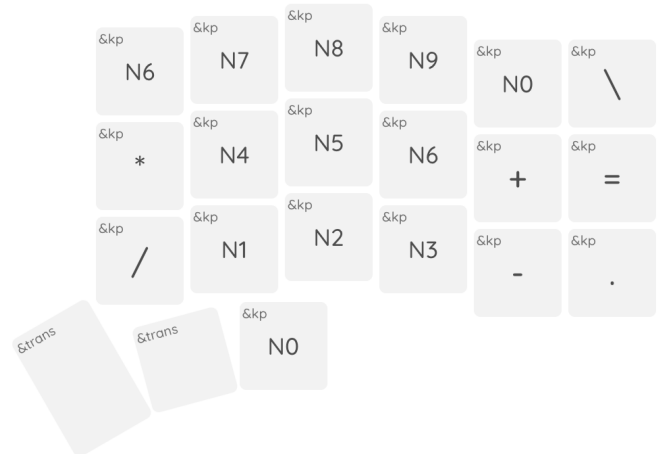 &kp &kp &kp &kp &kp &kp
N6 N7 N8 N9 N0 \
&kp &kp &kp &kp &kp &kp
* N4 N5 N6 + =
&kp &kp &kp &kp &kp &kp
/ N1 N2 N3 - .
&trans &trans &kp
N0